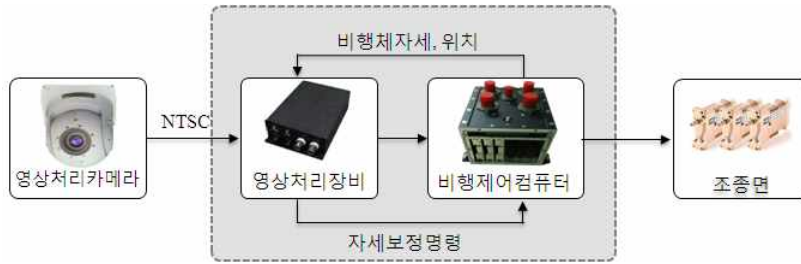 비행체자세, 위치
NTSC
영상처리카메라
영상처리장비
비행제어컴퓨터
조종면
자세보정명령